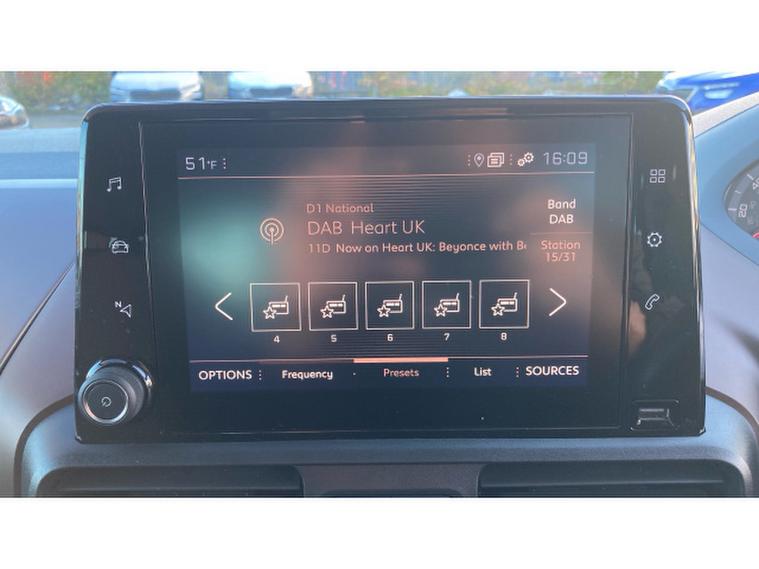 51°F
16:09
D1 National
DAB Heart UK
11D Now on Heart UK: Beyonce with Be
Band
DAB
Station
15/31
4 5 6 7 8
OPTIONS Frequency Presets List SOURCES
N
20